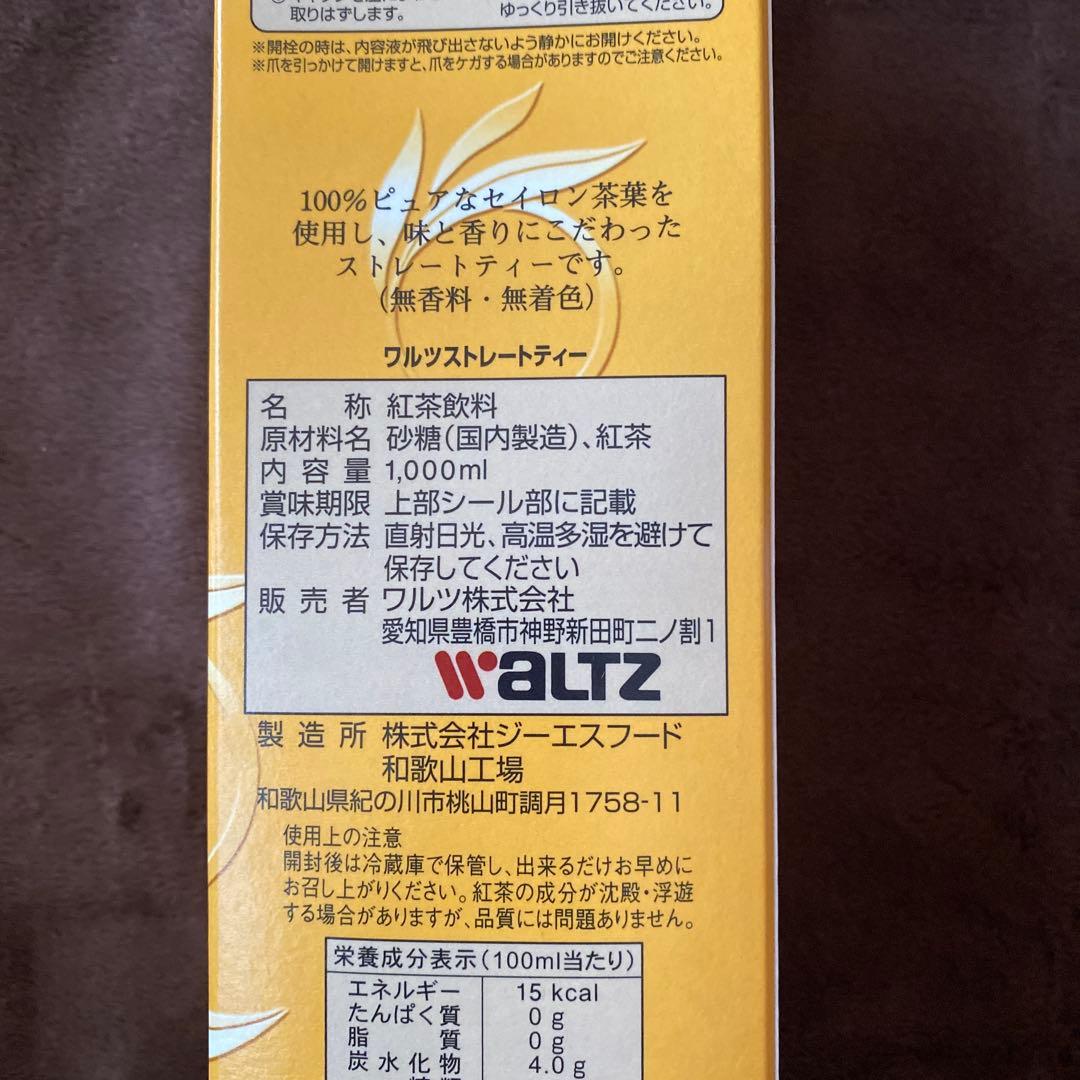 取りはずします。
ゆっくり引き抜いてください。
※開栓の時は、内容液が飛び出さないよう静かにお開けください。
※爪を引っかけて開けますと、爪をケガする場合がありますのでご注意ください。
100%ピュアなセイロン茶葉を
使用し、味と香りにこだわった
ストレートティーです。
(無香料・無着色)
ワルツストレートティー
名 称 紅茶飲料
原材料名 砂糖(国内製造)、紅茶
内容量 1,000ml
賞味期限 上部シール部に記載
保存方法 直射日光、高温多湿を避けて
保存してください
販売者 ワルツ株式会社
愛知県豊橋市神野新田町二ノ割1
WALTZ
製造所 株式会社ジーエスフード
和歌山工場
和歌山県紀の川市桃山町調月1758-11
使用上の注意
開封後は冷蔵庫で保管し、出来るだけお早めに
お召し上がりください。紅茶の成分が沈殿・浮遊
する場合がありますが、品質には問題ありません。
栄養成分表示(100ml当たり)
エネルギー 15 kcal
たんぱく質 0 g
脂質 0 g
炭水化物 4.0 g